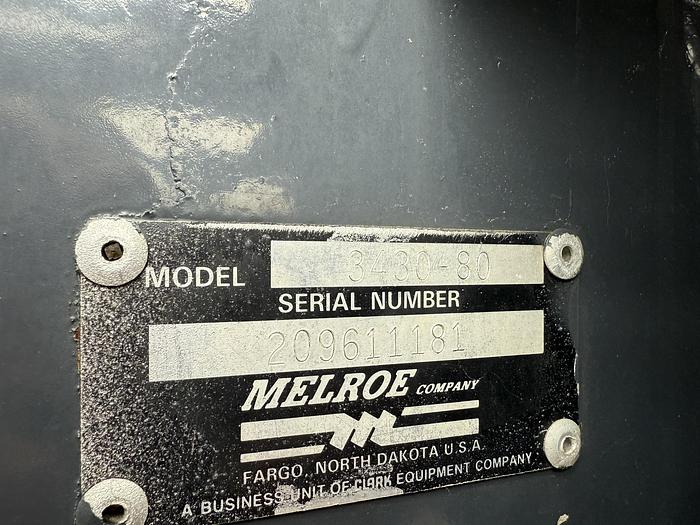 MODEL 3430-80
SERIAL NUMBER
209611181
MELROE COMPANY
FARGO, NORTH DAKOTA U.S.A.
A BUSINESS UNIT OF CLARK EQUIPMENT COMPANY